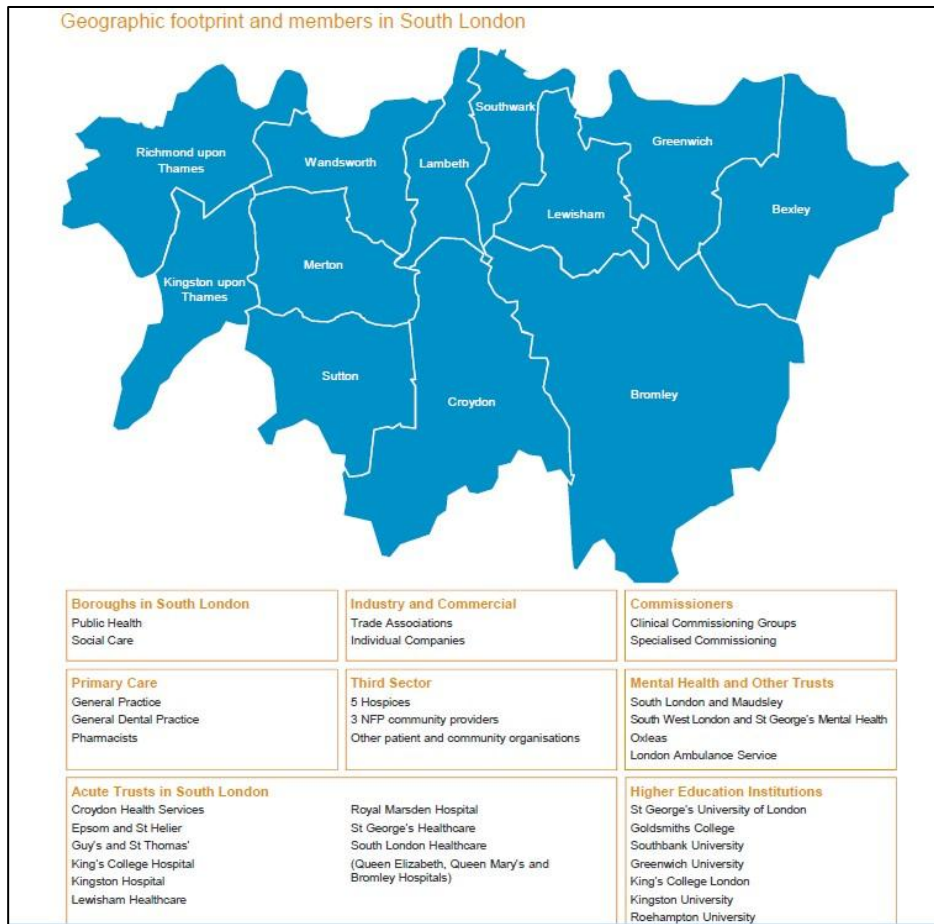 Geographic footprint and members in South London
Southwark
Greenwich
Richmond upon
Thames
Wandsworth
Lambeth
Lewisham
Bexley
Merton
Kingston upon
Thames
Sutton
Croydon
Bromley
Boroughs in South London
Public Health
Social Care
Industry and Commercial
Trade Associations
Individual Companies
Commissioners
Clinical Commissioning Groups
Specialised Commissioning
Primary Care
General Practice
General Dental Practice
Pharmacists
Third Sector
5 Hospices
3 NFP community providers
Other patient and community organisations
Mental Health and Other Trusts
South London and Maudsley
South West London and St George's Mental Health
Oxleas
London Ambulance Service
Acute Trusts in South London
Croydon Health Services
Epsom and St Helier
Guy's and St Thomas'
King's College Hospital
Kingston Hospital
Lewisham Healthcare
Royal Marsden Hospital
St George's Healthcare
South London Healthcare
(Queen Elizabeth, Queen Mary's and
Bromley Hospitals)
Higher Education Institutions
St George's University of London
Goldsmiths College
Southbank University
Greenwich University
King's College London
Kingston University
Roehampton University